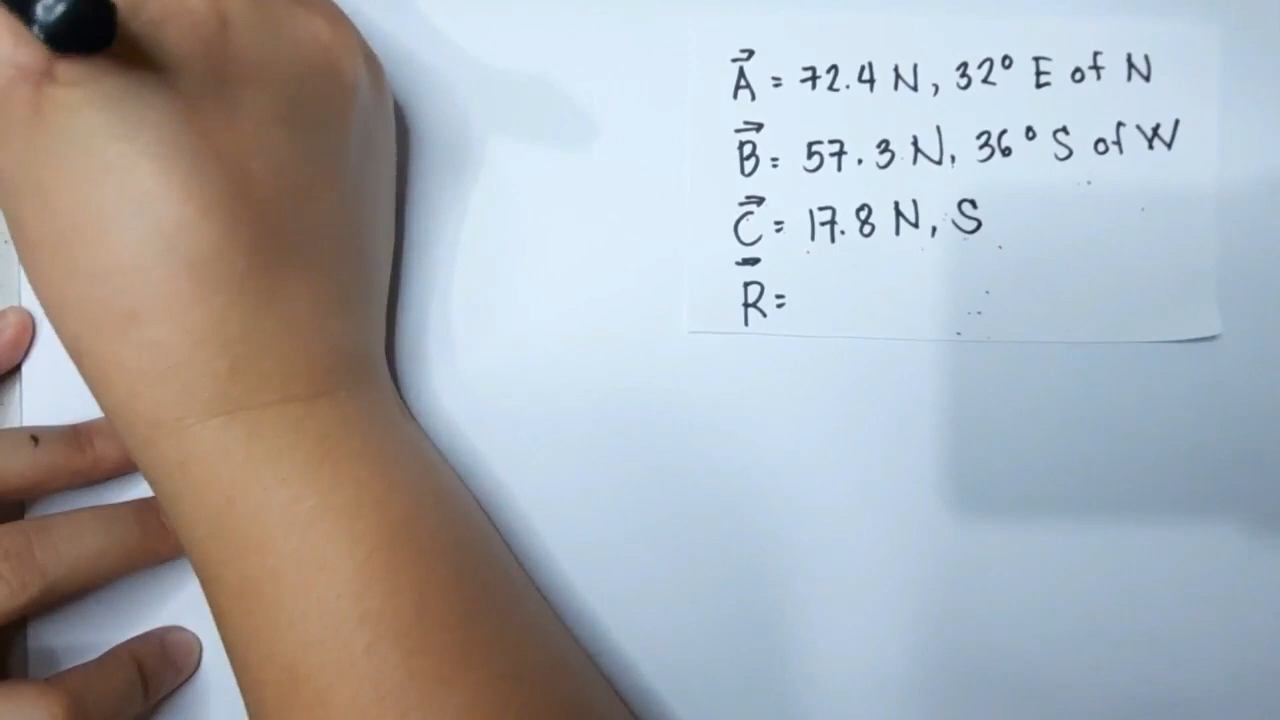 A⃗ = 72.4 N, 32° E of N
B⃗ = 57.3 N, 36° S of W
C⃗ = 17.8 N, S
R⃗ =